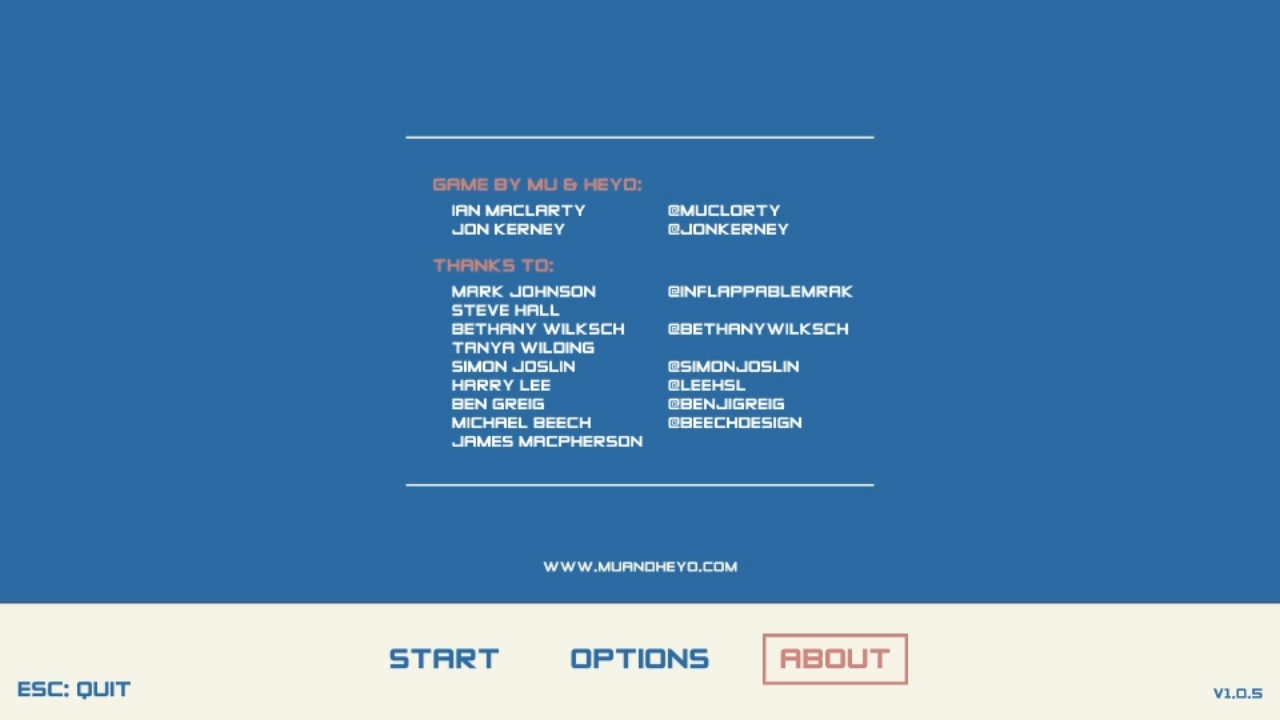 GAME BY MU & HEYO:
IAN MACLARTY @MUCLORTY
JON KERNEY @JONKERNEY
THANKS TO:
MARK JOHNSON @INFLAPPABLEMRAK
STEVE HALL
BETHANY WILKSCH @BETHANYWILKSCH
TANYA WILDING
SIMON JOSLIN @SIMONJOSLIN
HARRY LEE @LEEHSL
BEN GREIG @BENJIGREIG
MICHAEL BEECH @BEECHDESIGN
JAMES MACPHERSON
WWW.MUANDHEYO.COM
START OPTIONS ABOUT
ESC: QUIT V1.0.5